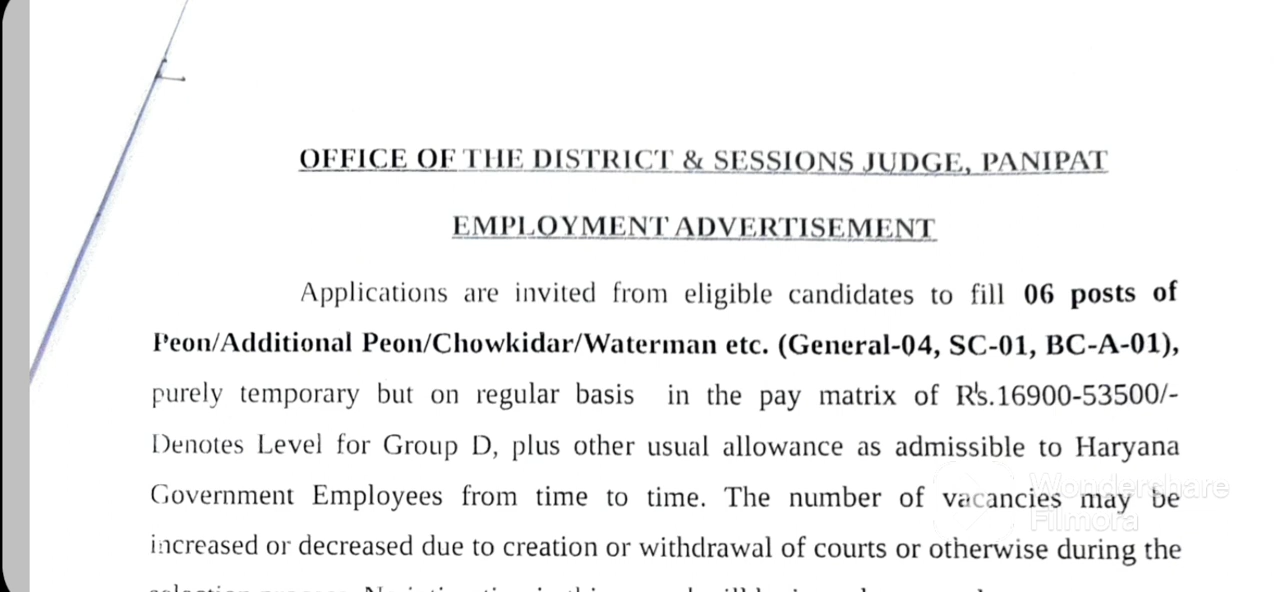 OFFICE OF THE DISTRICT & SESSIONS JUDGE, PANIPAT
EMPLOYMENT ADVERTISEMENT
Applications are invited from eligible candidates to fill 06 posts of
Peon/Additional Peon/Chowkidar/Waterman etc. (General-04, SC-01, BC-A-01),
purely temporary but on regular basis in the pay matrix of Rs.16900-53500/-
Denotes Level for Group D, plus other usual allowance as admissible to Haryana
Government Employees from time to time. The number of vacancies may be
increased or decreased due to creation or withdrawal of courts or otherwise during the
Wondershare
Filmora